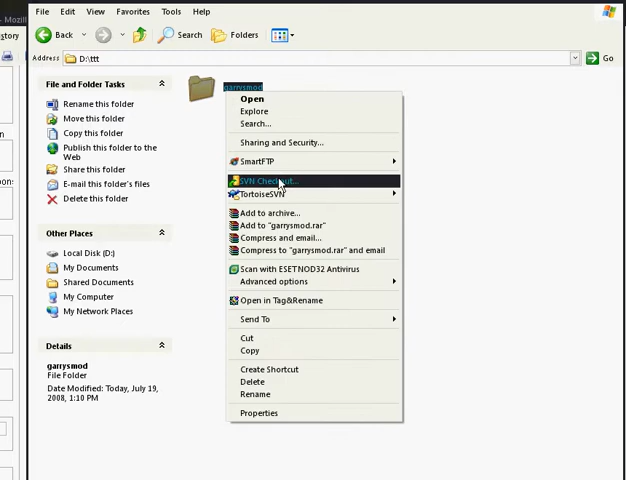 Mozil
File Edit View Favorites Tools Help
Back Search Folders
story
Address D:\ttt Go
File and Folder Tasks
Rename this folder
Move this folder
Copy this folder
Publish this folder to the
Web
Share this folder
E-mail this folder's files
Delete this folder
Other Places
Local Disk (D:)
My Documents
Shared Documents
My Computer
My Network Places
Details
garrysmod
File Folder
Date Modified: Today, July 19,
2008, 1:10 PM
garrysmod
Open
Explore
Search...
Sharing and Security...
SmartFTP
SVN Checkout...
TortoiseSVN
Add to archive...
Add to "garrysmod.rar"
Compress and email...
Compress to "garrysmod.rar" and email
Scan with ESETNOD32 Antivirus
Advanced options
Open in Tag&Rename
Send To
Cut
Copy
Create Shortcut
Delete
Rename
Properties